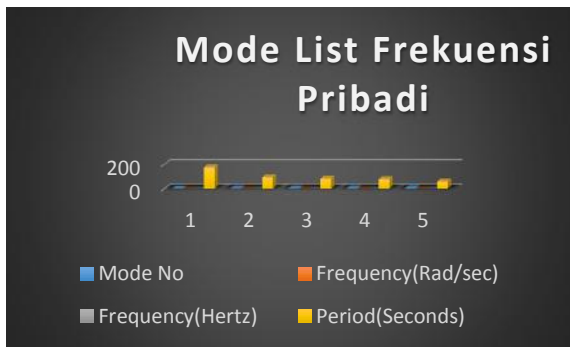 Mode List Frekuensi
Pribadi
200
0
1 2 3 4 5
Mode No Frequency(Rad/sec)
Frequency(Hertz) Period(Seconds)